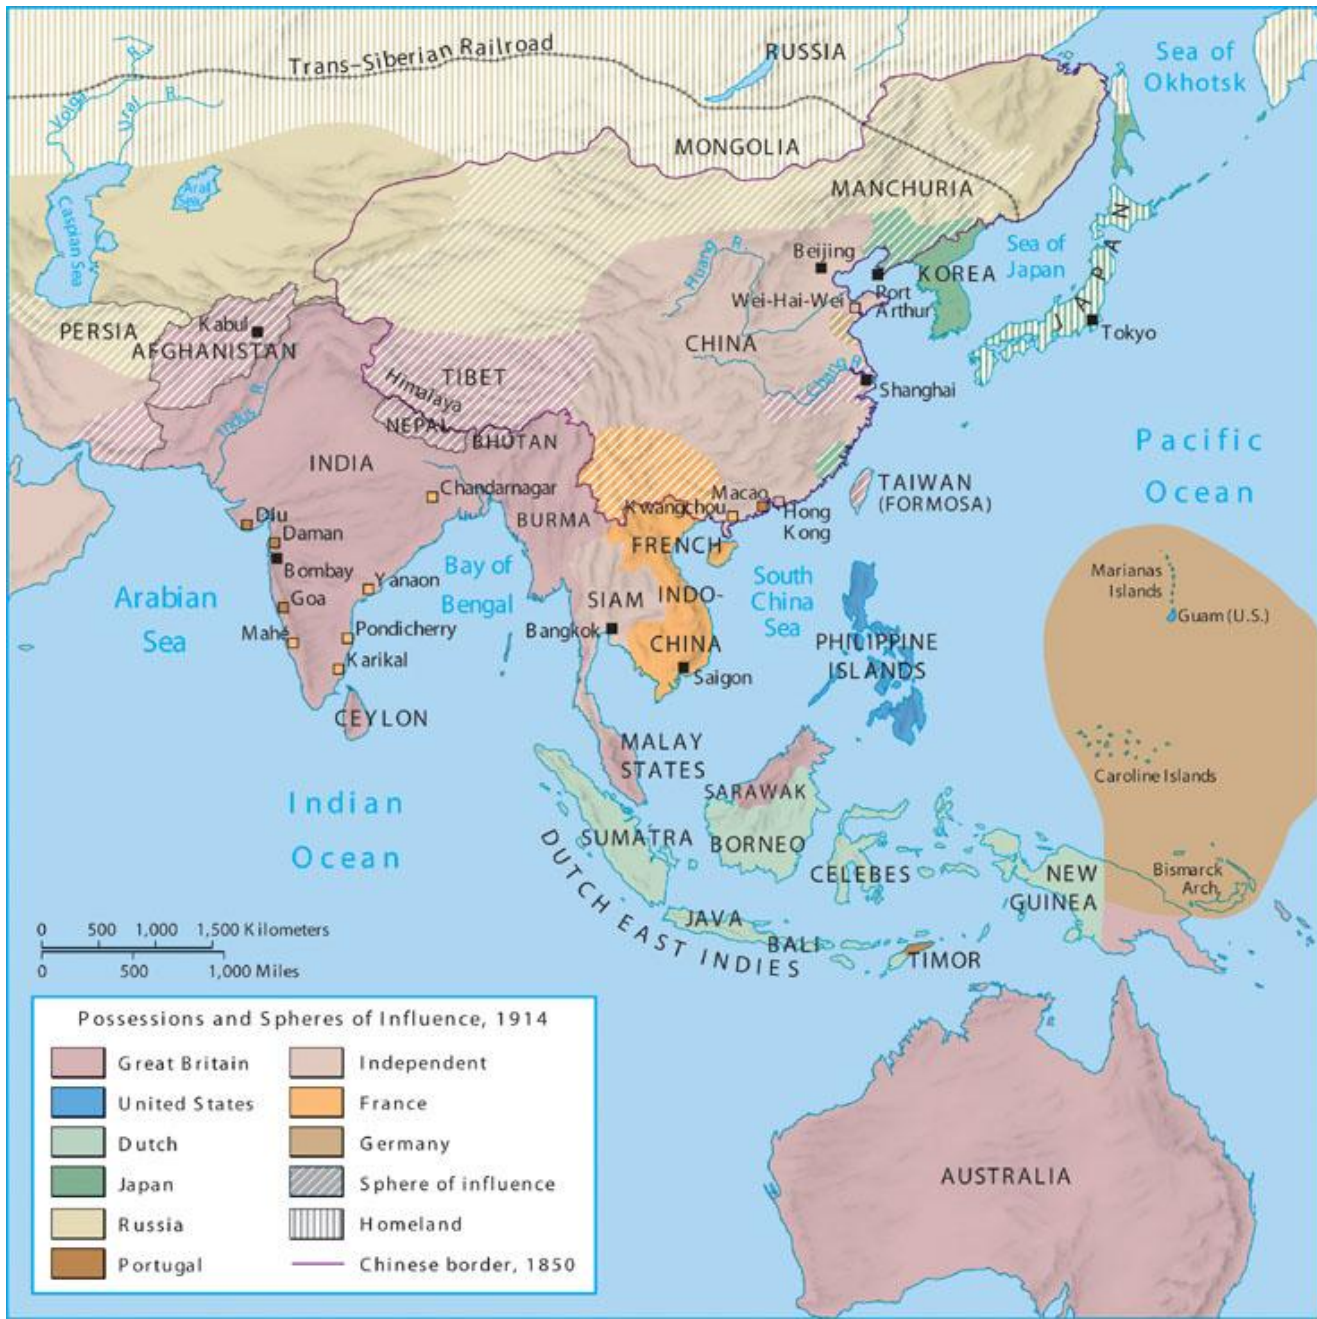 Trans–Siberian Railroad
RUSSIA
Sea of
Okhotsk
Volga R.
Urar R.
MONGOLIA
MANCHURIA
Aral
Sea
Caspian Sea
Huang R.
Beijing
Sea of
Japan
JAPAN
KOREA
Port
Arthur
Wei-Hai-Wei
Tokyo
PERSIA
Kabul
AFGHANISTAN
CHINA
TIBET
Himalaya
Chang R.
Shanghai
Indus R.
NEPAL
BHUTAN
INDIA
Pacific
Ocean
Chandarnagar
Macao
Kwangchou
Hong
Kong
TAIWAN
(FORMOSA)
Diu
Daman
Bombay
BURMA
FRENCH
INDO-
CHINA
Arabian
Sea
Goa
Yanaon
Bay of
Bengal
SIAM
South
China
Sea
Marianas
Islands
Guam (U.S.)
Mahé
Pondicherry
Bangkok
PHILIPPINE
ISLANDS
Karikal
Saigon
CEYLON
MALAY
STATES
Caroline Islands
Indian
Ocean
SARAWAK
SUMATRA
BORNEO
CELEBES
NEW
GUINEA
Bismarck
Arch.
DUTCH EAST INDIES
JAVA
BALI
TIMOR
0 500 1,000 1,500 Kilometers
0 500 1,000 Miles
AUSTRALIA
Possessions and Spheres of Influence, 1914
Great Britain
United States
Dutch
Japan
Russia
Portugal
Independent
France
Germany
Sphere of influence
Homeland
Chinese border, 1850